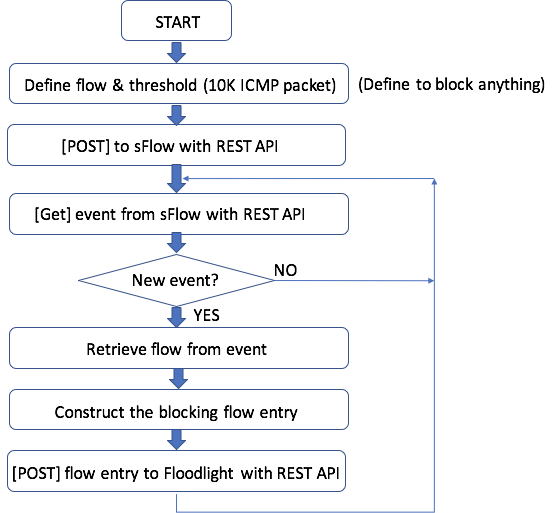 START
Define flow & threshold (10K ICMP packet)
(Define to block anything)
[POST] to sFlow with REST API
[Get] event from sFlow with REST API
New event?
NO
YES
Retrieve flow from event
Construct the blocking flow entry
[POST] flow entry to Floodlight with REST API